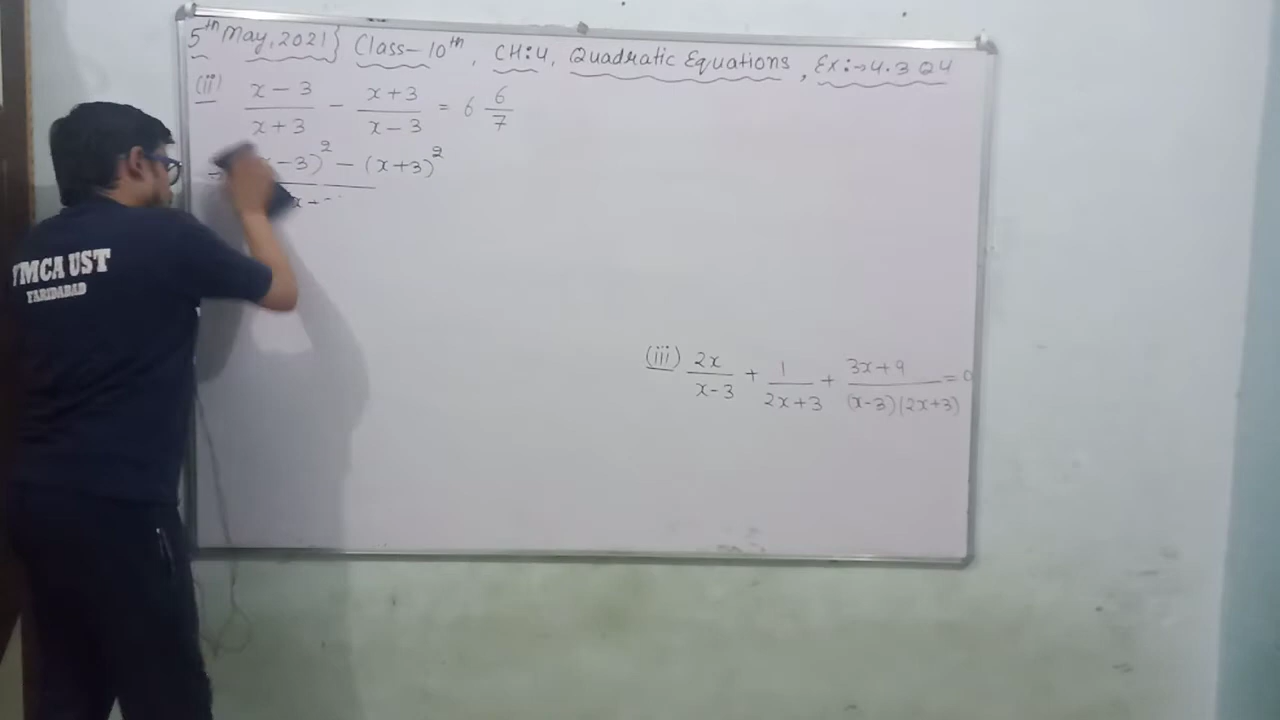 5th May, 2021} Class-10th, CH:4, Quadratic Equations, Ex:→4.3 Q4
(ii) x-3/x+3 - x+3/x-3 = 6 6/7
-3)² - (x+3)²
x+
(iii) 2x/x-3 + 1/2x+3 + 3x+9/(x-3)(2x+3) = 0
YMCA UST
FARIDABAD